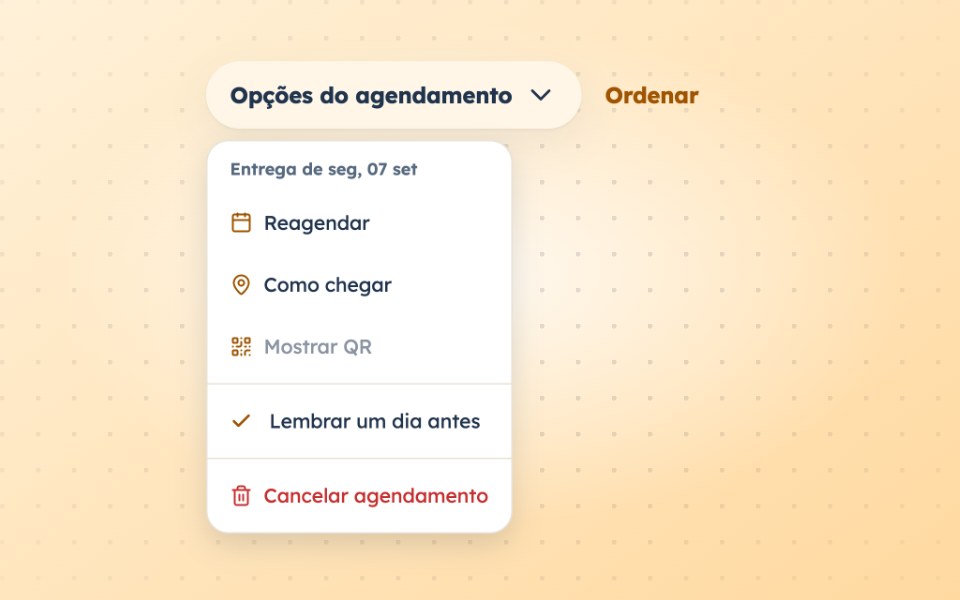 Opções do agendamento
Ordenar
Entrega de seg, 07 set
Reagendar
Como chegar
Mostrar QR
Lembrar um dia antes
Cancelar agendamento